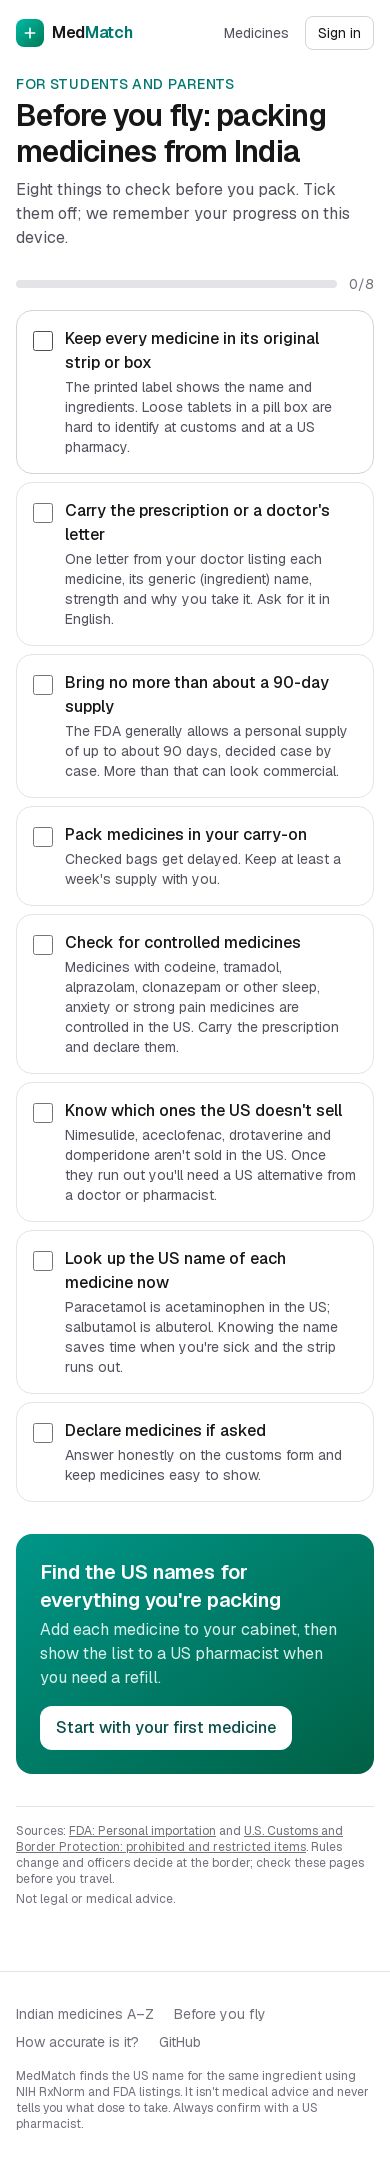 MedMatch
Medicines
Sign in
FOR STUDENTS AND PARENTS
Before you fly: packing
medicines from India
Eight things to check before you pack. Tick
them off; we remember your progress on this
device.
0/8
Keep every medicine in its original
strip or box
The printed label shows the name and
ingredients. Loose tablets in a pill box are
hard to identify at customs and at a US
pharmacy.
Carry the prescription or a doctor's
letter
One letter from your doctor listing each
medicine, its generic (ingredient) name,
strength and why you take it. Ask for it in
English.
Bring no more than about a 90-day
supply
The FDA generally allows a personal supply
of up to about 90 days, decided case by
case. More than that can look commercial.
Pack medicines in your carry-on
Checked bags get delayed. Keep at least a
week's supply with you.
Check for controlled medicines
Medicines with codeine, tramadol,
alprazolam, clonazepam or other sleep,
anxiety or strong pain medicines are
controlled in the US. Carry the prescription
and declare them.
Know which ones the US doesn't sell
Nimesulide, aceclofenac, drotaverine and
domperidone aren't sold in the US. Once
they run out you'll need a US alternative from
a doctor or pharmacist.
Look up the US name of each
medicine now
Paracetamol is acetaminophen in the US;
salbutamol is albuterol. Knowing the name
saves time when you're sick and the strip
runs out.
Declare medicines if asked
Answer honestly on the customs form and
keep medicines easy to show.
Find the US names for
everything you're packing
Add each medicine to your cabinet, then
show the list to a US pharmacist when
you need a refill.
Start with your first medicine
Sources: FDA: Personal importation and U.S. Customs and
Border Protection: prohibited and restricted items. Rules
change and officers decide at the border; check these pages
before you travel.
Not legal or medical advice.
Indian medicines A–Z
Before you fly
How accurate is it?
GitHub
MedMatch finds the US name for the same ingredient using
NIH RxNorm and FDA listings. It isn't medical advice and never
tells you what dose to take. Always confirm with a US
pharmacist.